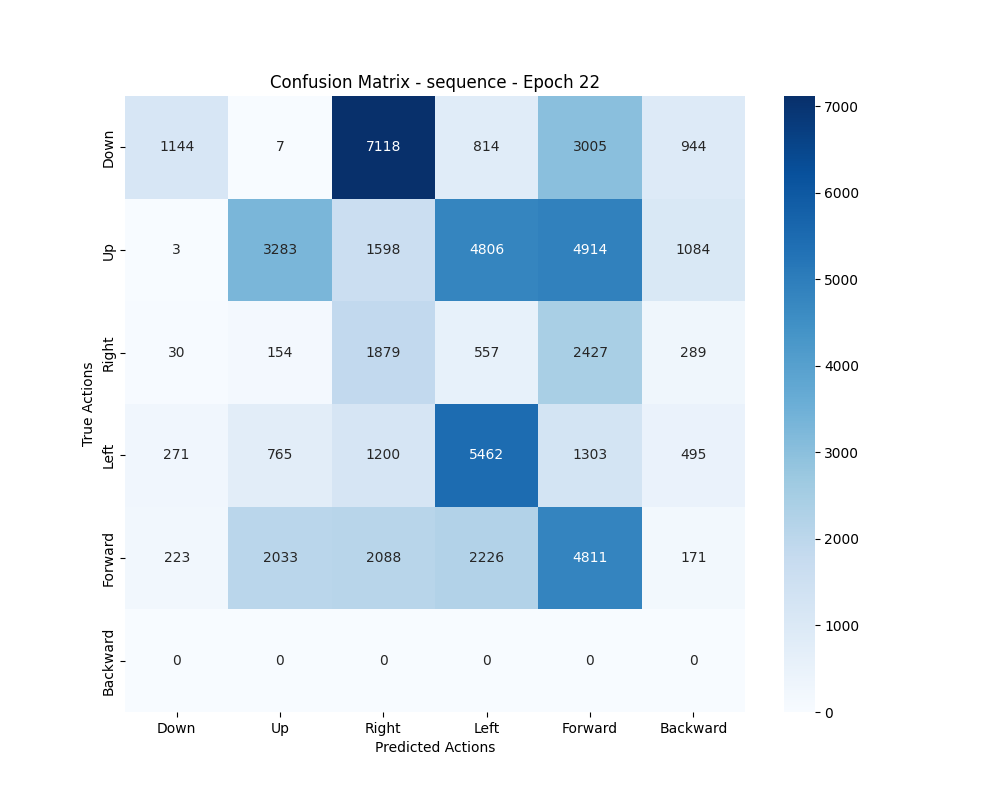 Confusion Matrix - sequence - Epoch 22
True Actions
Down 1144 7 7118 814 3005 944
Up 3 3283 1598 4806 4914 1084
Right 30 154 1879 557 2427 289
Left 271 765 1200 5462 1303 495
Forward 223 2033 2088 2226 4811 171
Backward 0 0 0 0 0 0
Down Up Right Left Forward Backward
Predicted Actions
7000
6000
5000
4000
3000
2000
1000
0